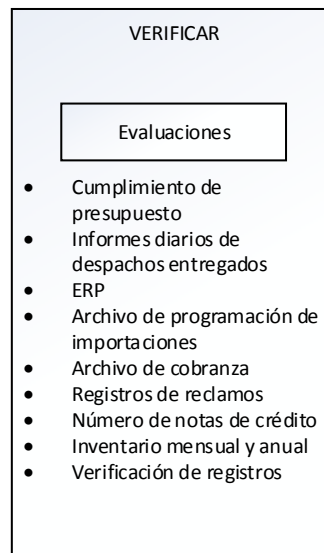 VERIFICAR
Evaluaciones
• Cumplimiento de
presupuesto
• Informes diarios de
despachos entregados
• ERP
• Archivo de programación de
importaciones
• Archivo de cobranza
• Registros de reclamos
• Número de notas de crédito
• Inventario mensual y anual
• Verificación de registros